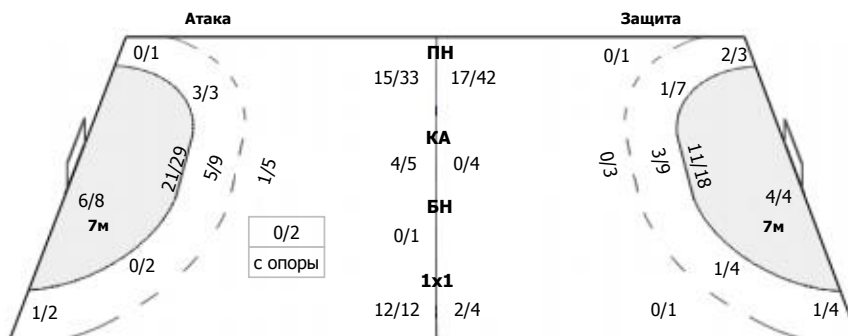 Атака
Защита
0/1
ПН
0/1
2/3
15/33
17/42
3/3
1/7
КА
21/29
5/9
1/5
4/5
0/4
0/3
3/9
11/18
6/8
7м
БН
4/4
7м
0/2
0/1
с опоры
0/2
1/4
1x1
1/2
12/12
2/4
0/1
1/4